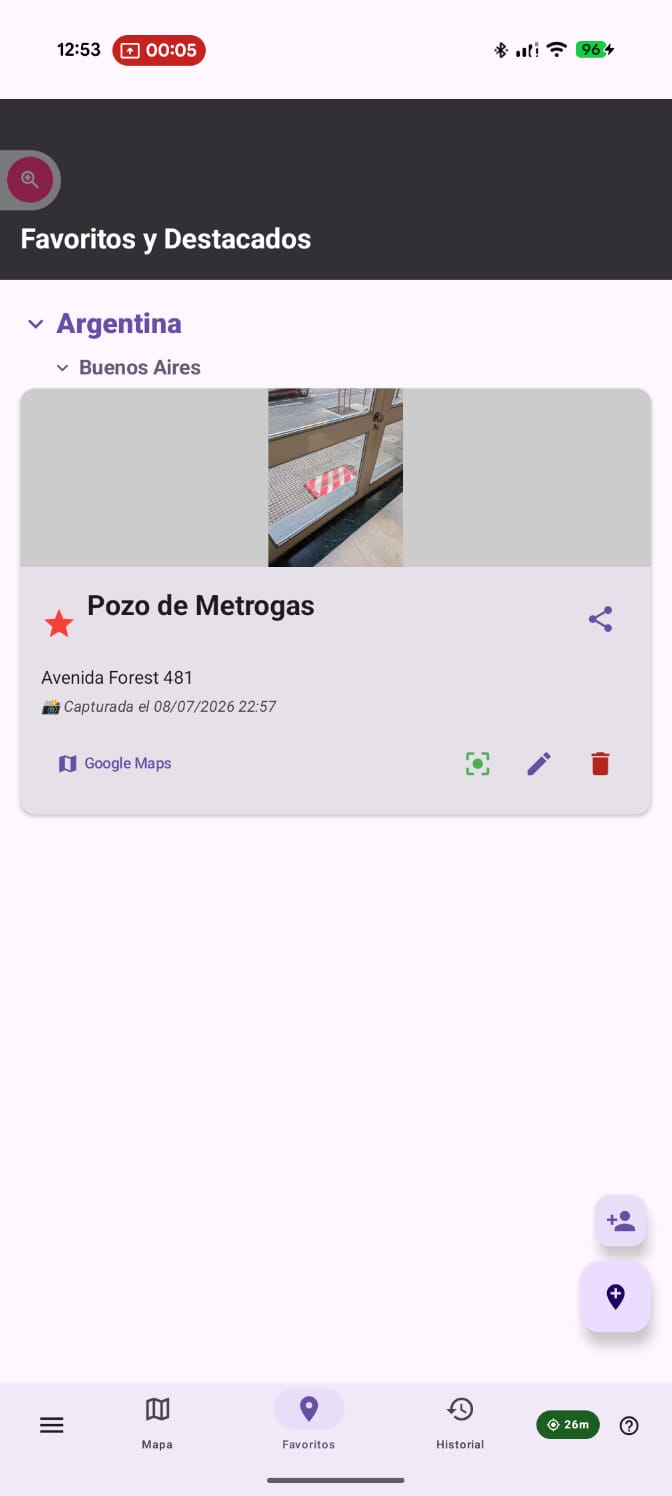 12:53 00:05 96
Favoritos y Destacados
Argentina
Buenos Aires
Pozo de Metrogas
Avenida Forest 481
Capturada el 08/07/2026 22:57
Google Maps
26m
Mapa Favoritos Historial